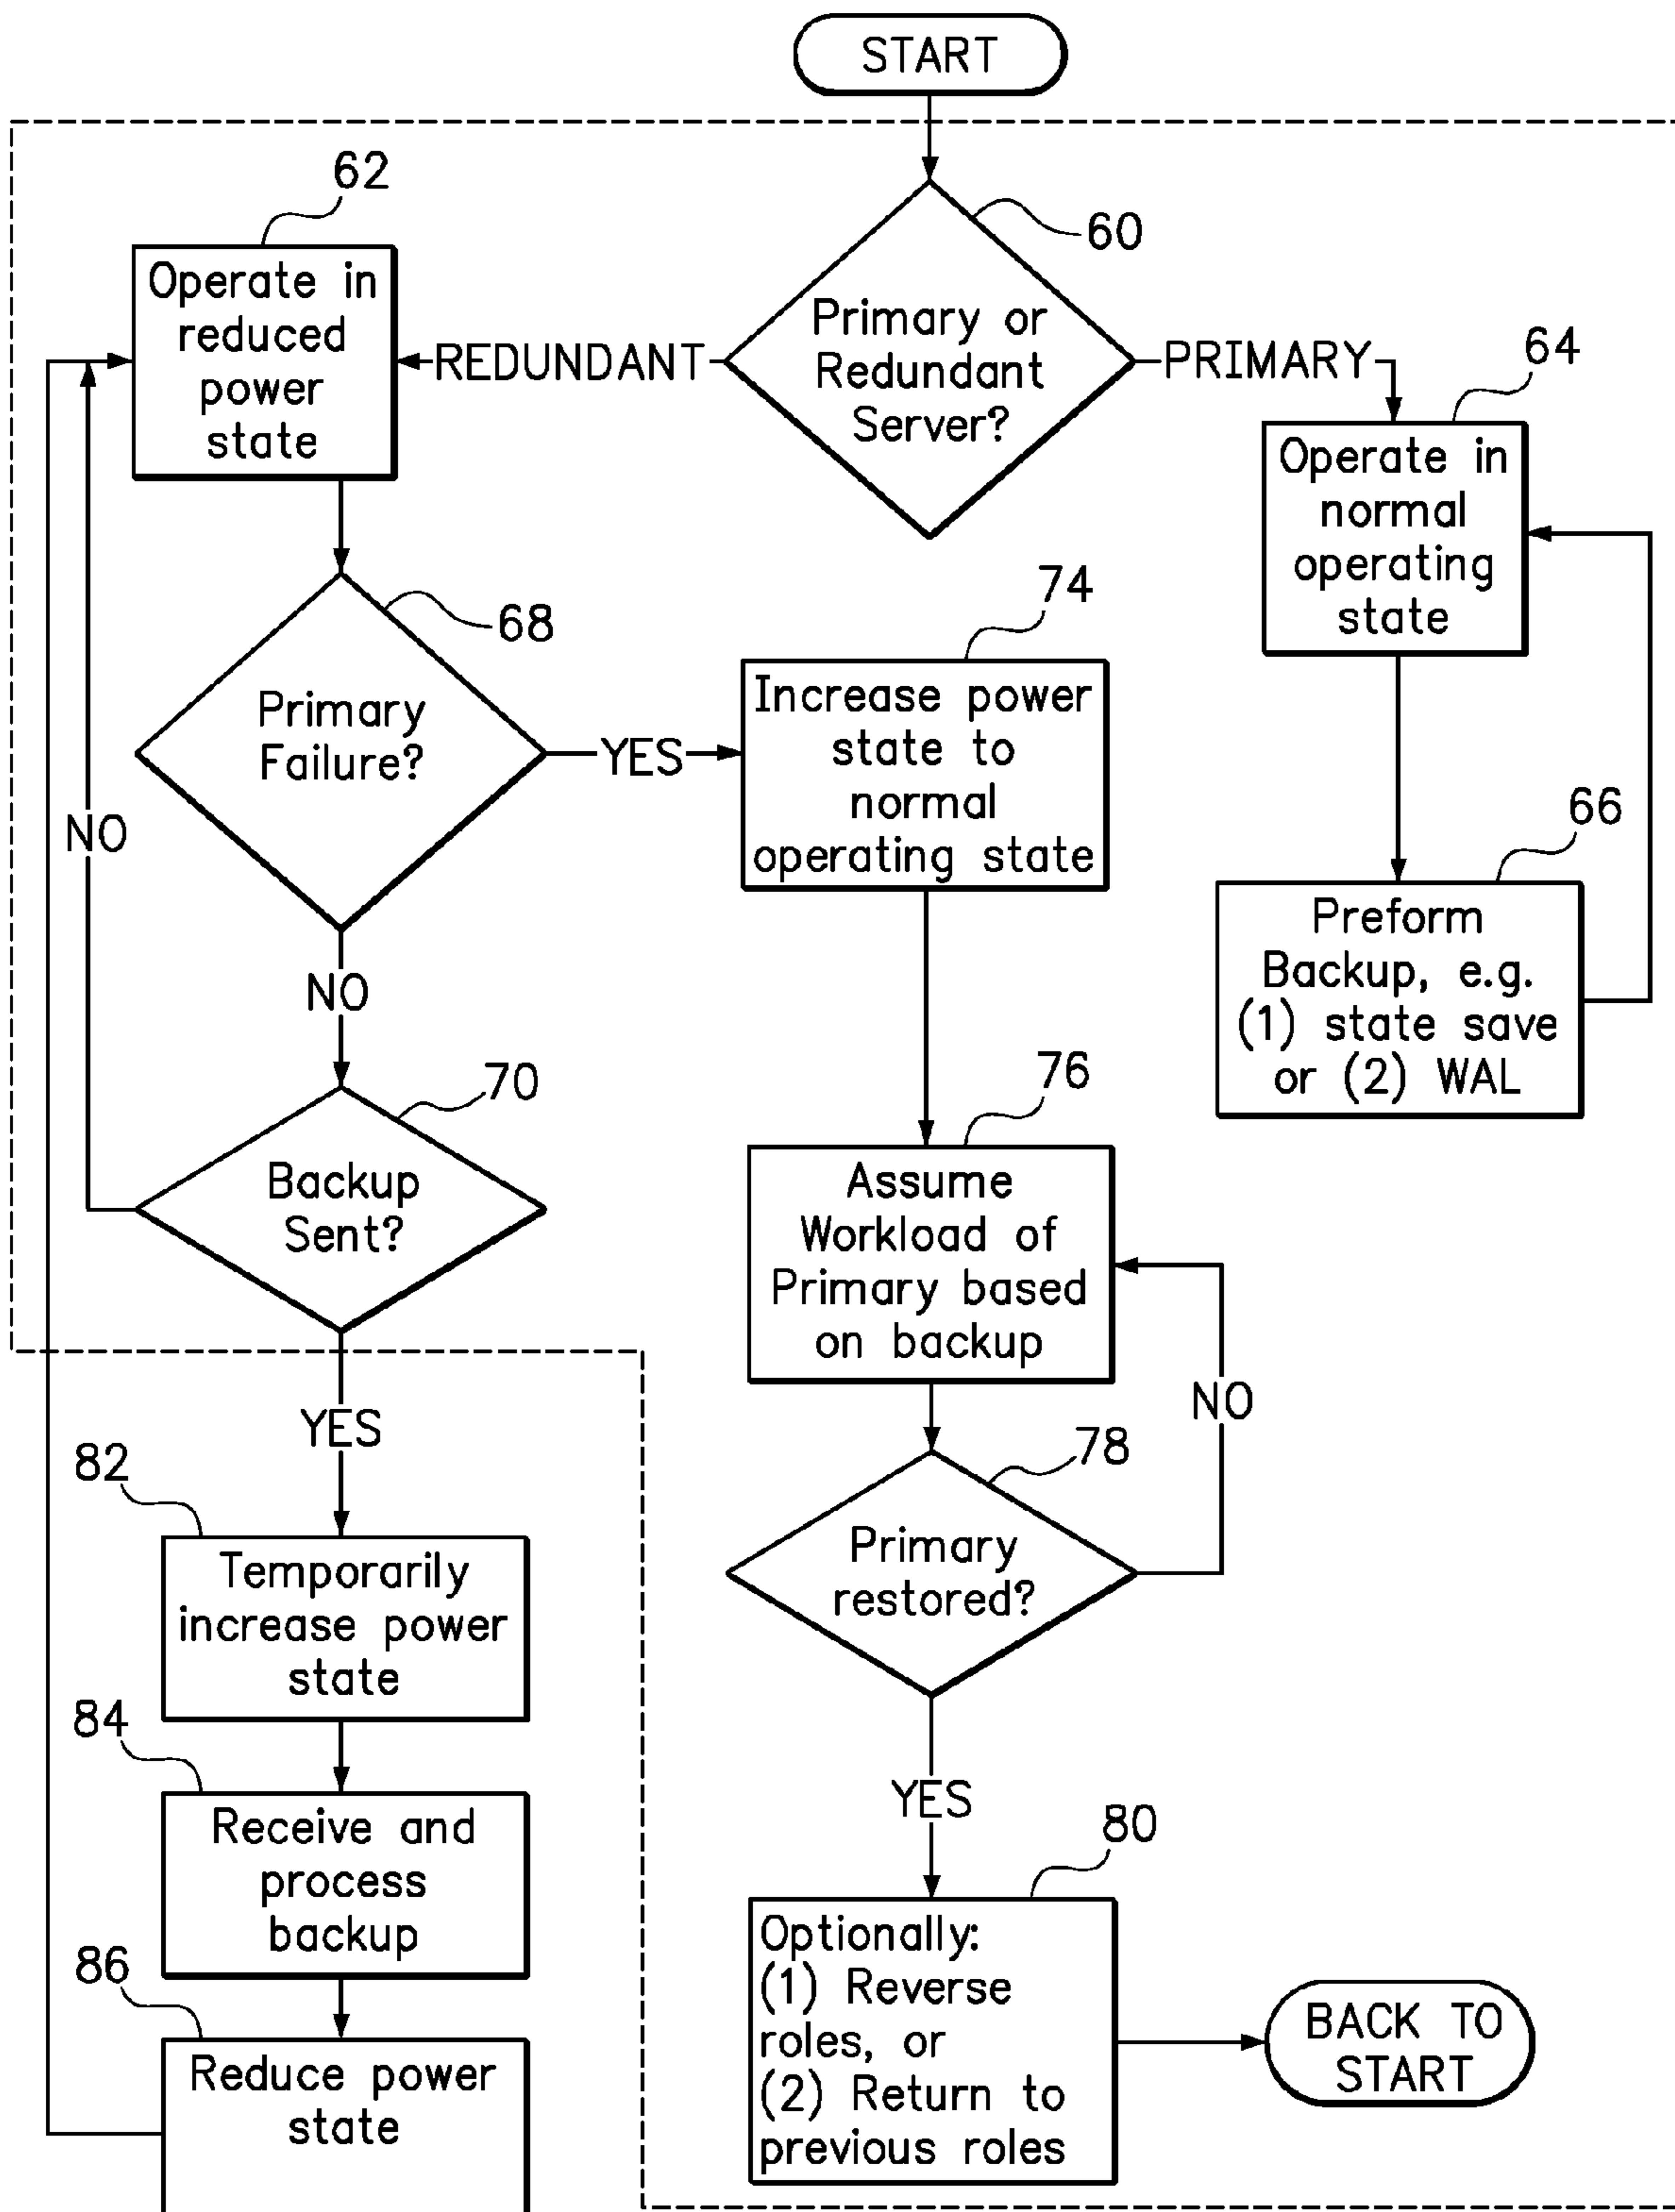 START
62
60
Operate in
reduced
power
state
REDUNDANT
Primary or
Redundant
Server?
PRIMARY
64
Operate in
normal
operating
state
68
Primary
Failure?
YES
74
Increase power
state to
normal
operating state
66
Preform
Backup, e.g.
(1) state save
or (2) WAL
NO
NO
70
Backup
Sent?
76
Assume
Workload of
Primary based
on backup
NO
YES
78
Primary
restored?
82
Temporarily
increase power
state
84
Receive and
process
backup
YES
80
Optionally:
(1) Reverse
roles, or
(2) Return to
previous roles
BACK TO
START
86
Reduce power
state